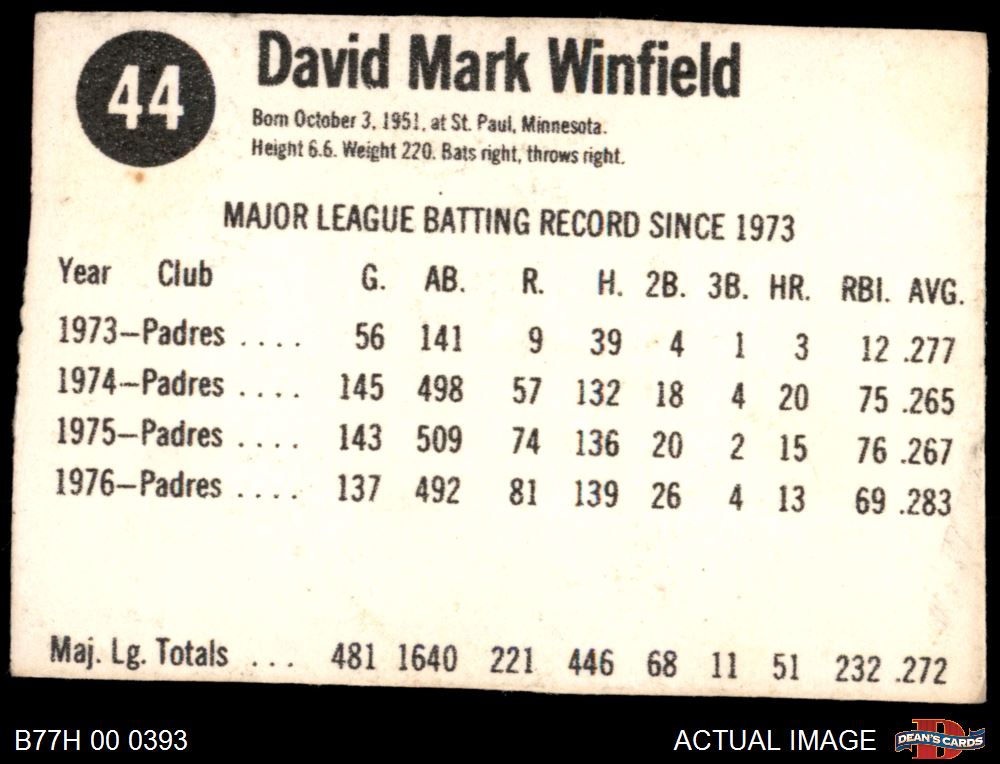 44
David Mark Winfield
Born October 3, 1951, at St. Paul, Minnesota.
Height 6.6. Weight 220. Bats right, throws right.
MAJOR LEAGUE BATTING RECORD SINCE 1973
Year Club G. AB. R. H. 2B. 3B. HR. RBI. AVG.
1973—Padres .... 56 141 9 39 4 1 3 12 .277
1974—Padres .... 145 498 57 132 18 4 20 75 .265
1975—Padres .... 143 509 74 136 20 2 15 76 .267
1976—Padres .... 137 492 81 139 26 4 13 69 .283
Maj. Lg. Totals ... 481 1640 221 446 68 11 51 232 .272
B77H 00 0393
ACTUAL IMAGE
D
DEAN'S CARDS